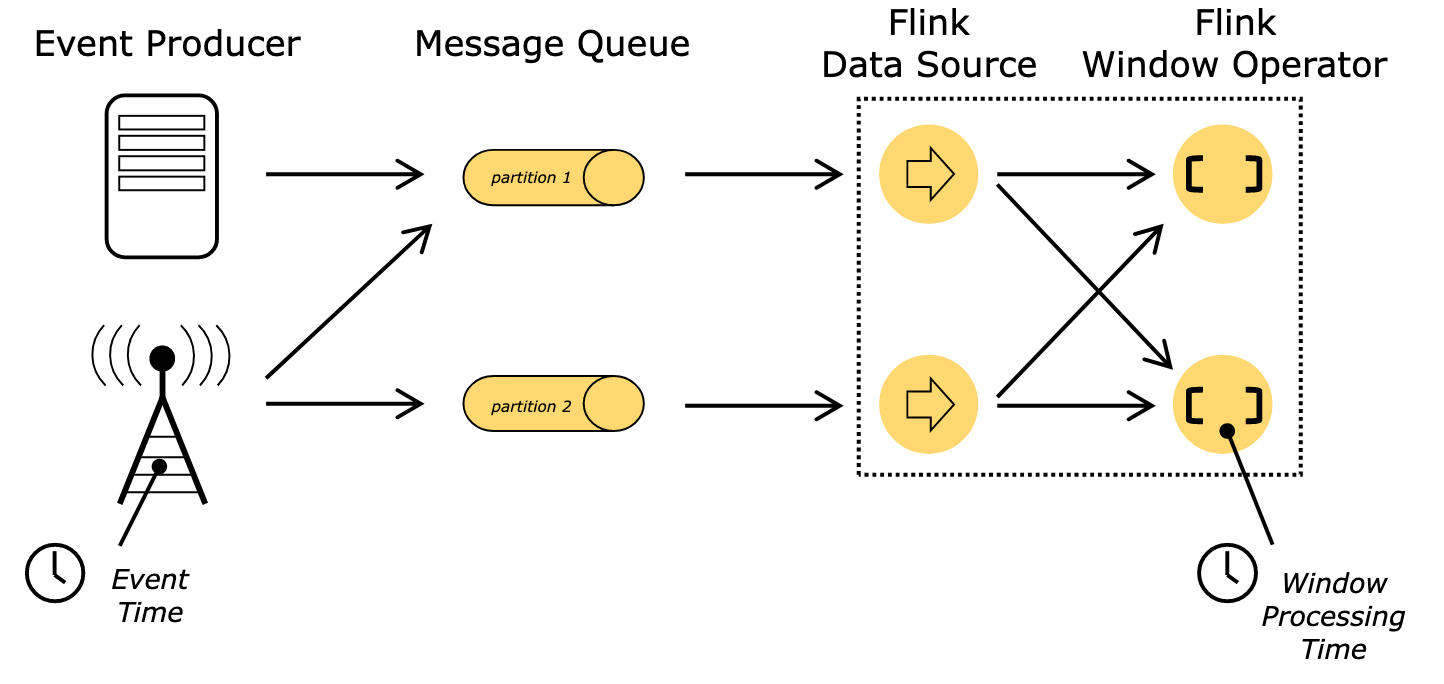 Event Producer
Message Queue
Flink
Data Source
Flink
Window Operator
partition 1
partition 2
Event
Time
Window
Processing
Time